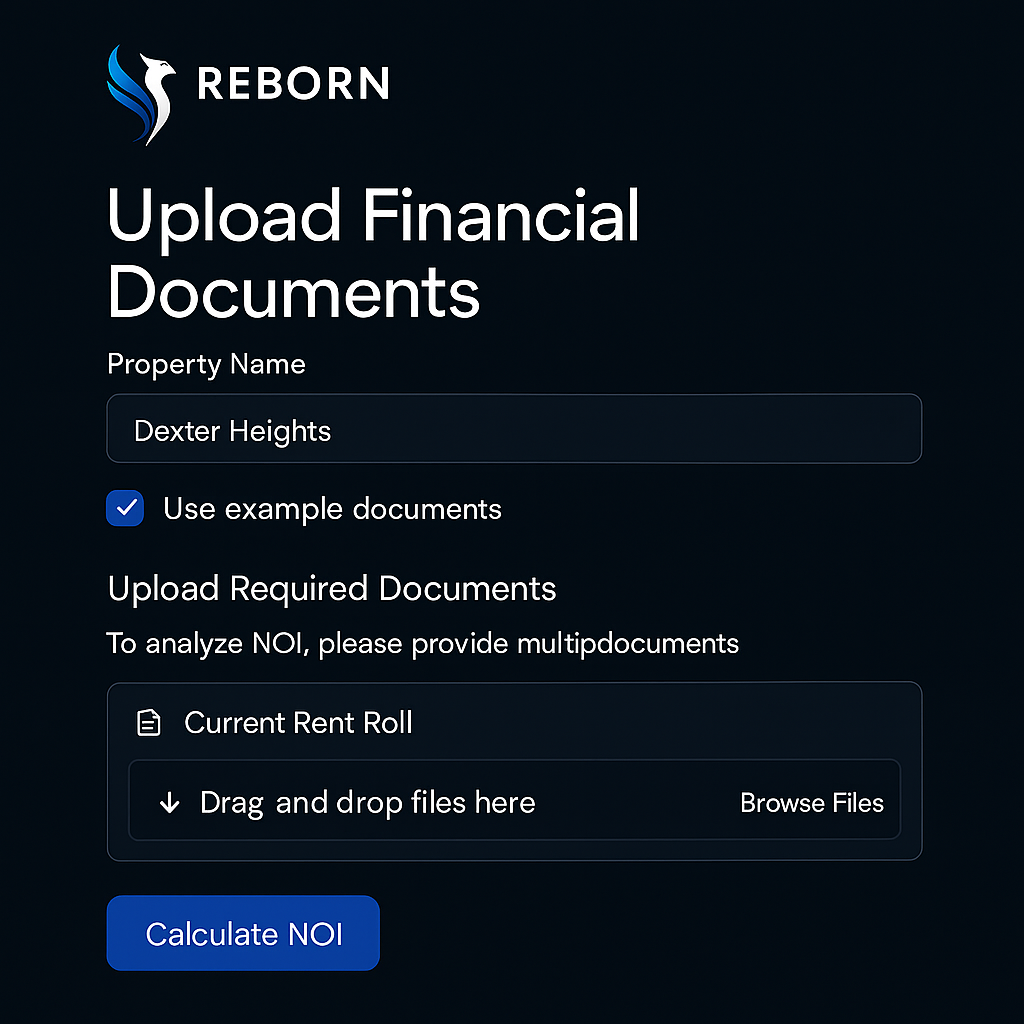 REBORN
Upload Financial
Documents
Property Name
Dexter Heights
Use example documents
Upload Required Documents
To analyze NOI, please provide multipdocuments
Current Rent Roll
Drag and drop files here
Browse Files
Calculate NOI